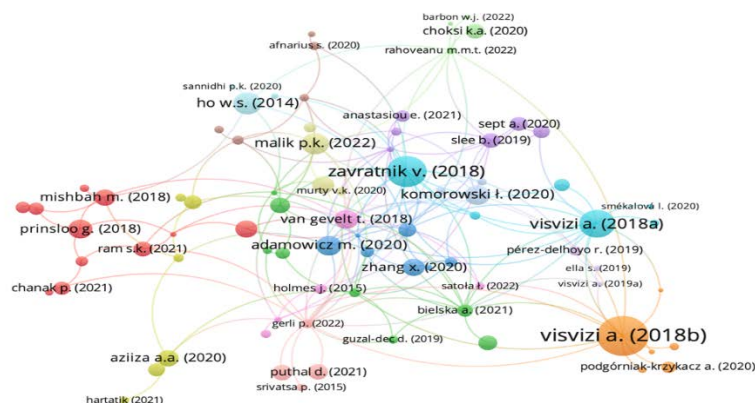 barbon w.j. (2022)
choksi k.a. (2020)
afnarius s. (2020)
rahoveanu m.m.t. (2022)
sannidhi p.k. (2020)
ho w.s. (2014)
anastasiou e. (2021)
sept a. (2020)
malik p.k. (2022)
slee b. (2019)
zavratnik v. (2018)
murty v.k. (2020)
komorowski ł. (2020)
mishbah m. (2018)
smékalová l. (2020)
van gevelt t. (2018)
visvizi a. (2018a)
prinsloo g. (2018)
adamowicz m. (2020)
ram s.k. (2021)
pérez-delhoyo r. (2019)
zhang x. (2020)
ella s. (2019)
chanak p. (2021)
holmes j. (2015)
satoła ł. (2022)
visvizi a. (2019a)
bielska a. (2021)
gerli p. (2022)
guzal-dec d. (2019)
visvizi a. (2018b)
aziiza a.a. (2020)
podgórniak-krzykacz a. (2020)
puthal d. (2021)
srivatsa p. (2015)
hartatik (2021)